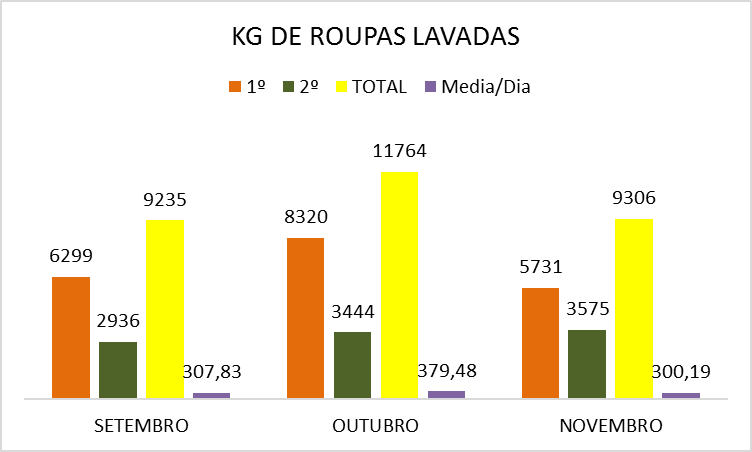 KG DE ROUPAS LAVADAS
1º 2º TOTAL Media/Dia
6299 2936 9235 307,83
8320 3444 11764 379,48
5731 3575 9306 300,19
SETEMBRO OUTUBRO NOVEMBRO